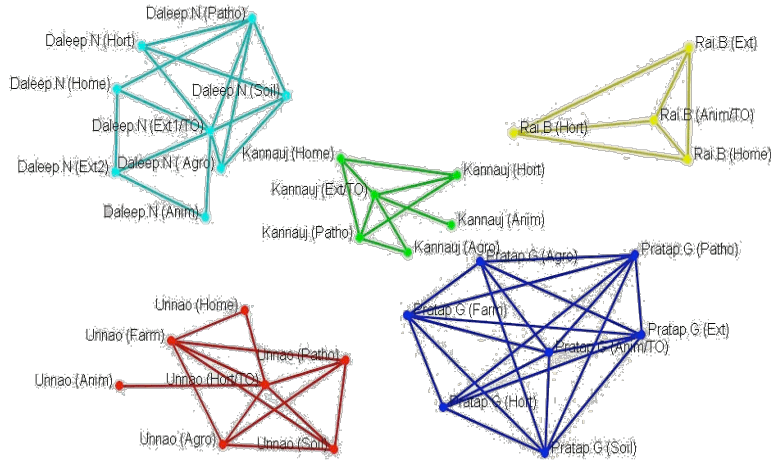 Daleep.N (Patho)
Daleep.N (Hort)
Daleep.N (Home)
Daleep.N (Soil)
Daleep.N (Ext1/TO)
Daleep.N (Ext2)
Daleep.N ( Agro)
Daleep.N (Anim)
Rai.B (Ext)
Rai.B (Anim/TO)
Rai.B (Hort)
Rai.B (Home)
Kannauj (Home)
Kannauj (Hort)
Kannauj (Ext/TO)
Kannauj (Anim)
Kannauj (Patho)
Kannauj (Agro)
Pratap.G (Agro)
Pratap.G (Patho)
Pratap.G (Farm)
Pratap.G (Ext)
Pratap.G (Anim/TO)
Pratap.G (Hort)
Pratap.G (Soil)
Unnao (Home)
Unnao (Farm)
Unnao (Patho)
Unnao (Anim)
Unnao (Hort/TO)
Unnao (Agro)
Unnao (Soil)